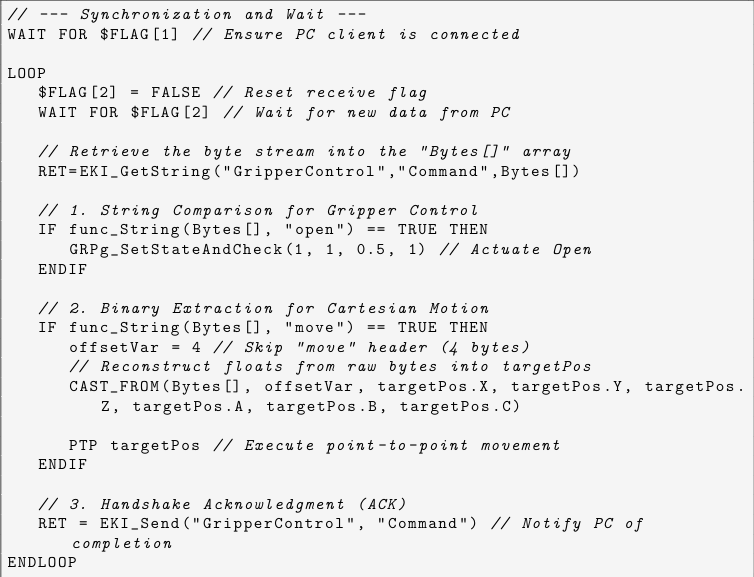 // --- Synchronization and Wait ---
WAIT FOR $FLAG[1] // Ensure PC client is connected

LOOP
   $FLAG[2] = FALSE // Reset receive flag
   WAIT FOR $FLAG[2] // Wait for new data from PC

   // Retrieve the byte stream into the "Bytes[]" array
   RET=EKI_GetString("GripperControl","Command",Bytes[])

   // 1. String Comparison for Gripper Control
   IF func_String(Bytes[], "open") == TRUE THEN
      GRPg_SetStateAndCheck(1, 1, 0.5, 1) // Actuate Open
   ENDIF

   // 2. Binary Extraction for Cartesian Motion
   IF func_String(Bytes[], "move") == TRUE THEN
      offsetVar = 4 // Skip "move" header (4 bytes)
      // Reconstruct floats from raw bytes into targetPos
      CAST_FROM(Bytes[], offsetVar, targetPos.X, targetPos.Y, targetPos.
         Z, targetPos.A, targetPos.B, targetPos.C)

      PTP targetPos // Execute point-to-point movement
   ENDIF

   // 3. Handshake Acknowledgment (ACK)
   RET = EKI_Send("GripperControl", "Command") // Notify PC of
      completion
ENDLOOP